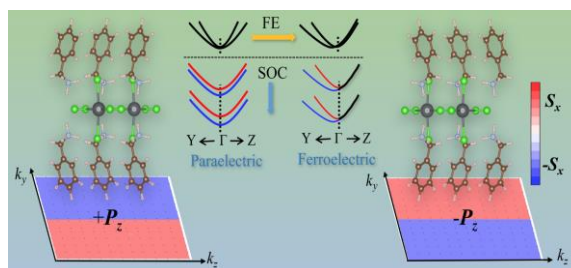 FE
SOC
Y ← Γ → Z
Y ← Γ → Z
Paraelectric
Ferroelectric
S_x
-S_x
k_y
+P_z
k_z
k_y
-P_z
k_z